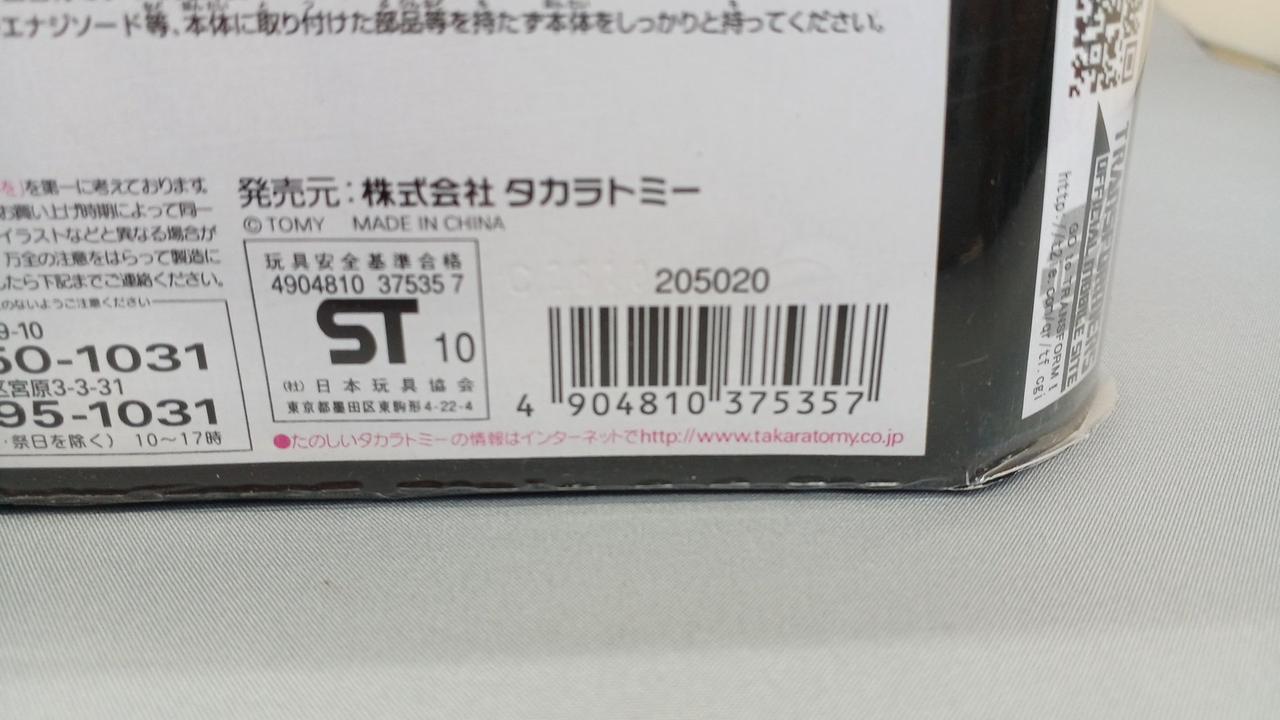 エナジソード等、本体に取り付けた部品等を持たず本体をしっかりと持ってください。
を)を第一に考えております。
お買い上げ時期によって同一
イラストなどと異なる場合が
万全の注意をはらって製造に
したら下記までご連絡ください。
のないようご注意ください
9-10
50-1031
区宮原3-3-31
95-1031
・祭日を除く) 10〜17時
発売元：株式会社 タカラトミー
©TOMY MADE IN CHINA
玩具安全基準合格
4904810 37535 7
ST 10
(社)日本玩具協会
東京都墨田区東駒形4-22-4
205020
4 904810 375357
●たのしいタカラトミーの情報はインターネットでhttp://www.takaratomy.co.jp
TRANSFORMERS
OFFICIAL MOBILE SITE
GO to TRANSFORM!